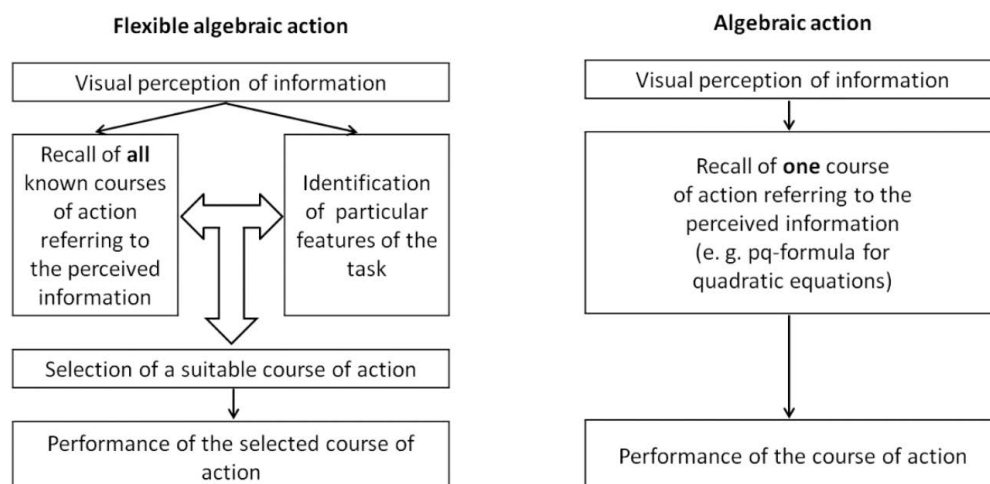 Flexible algebraic action
Visual perception of information
Recall of all
known courses
of action
referring to
the perceived
information
Identification
of particular
features of the
task
Selection of a suitable course of action
Performance of the selected course of
action
Algebraic action
Visual perception of information
Recall of one course
of action referring to the
perceived information
(e. g. pq-formula for
quadratic equations)
Performance of the course of action